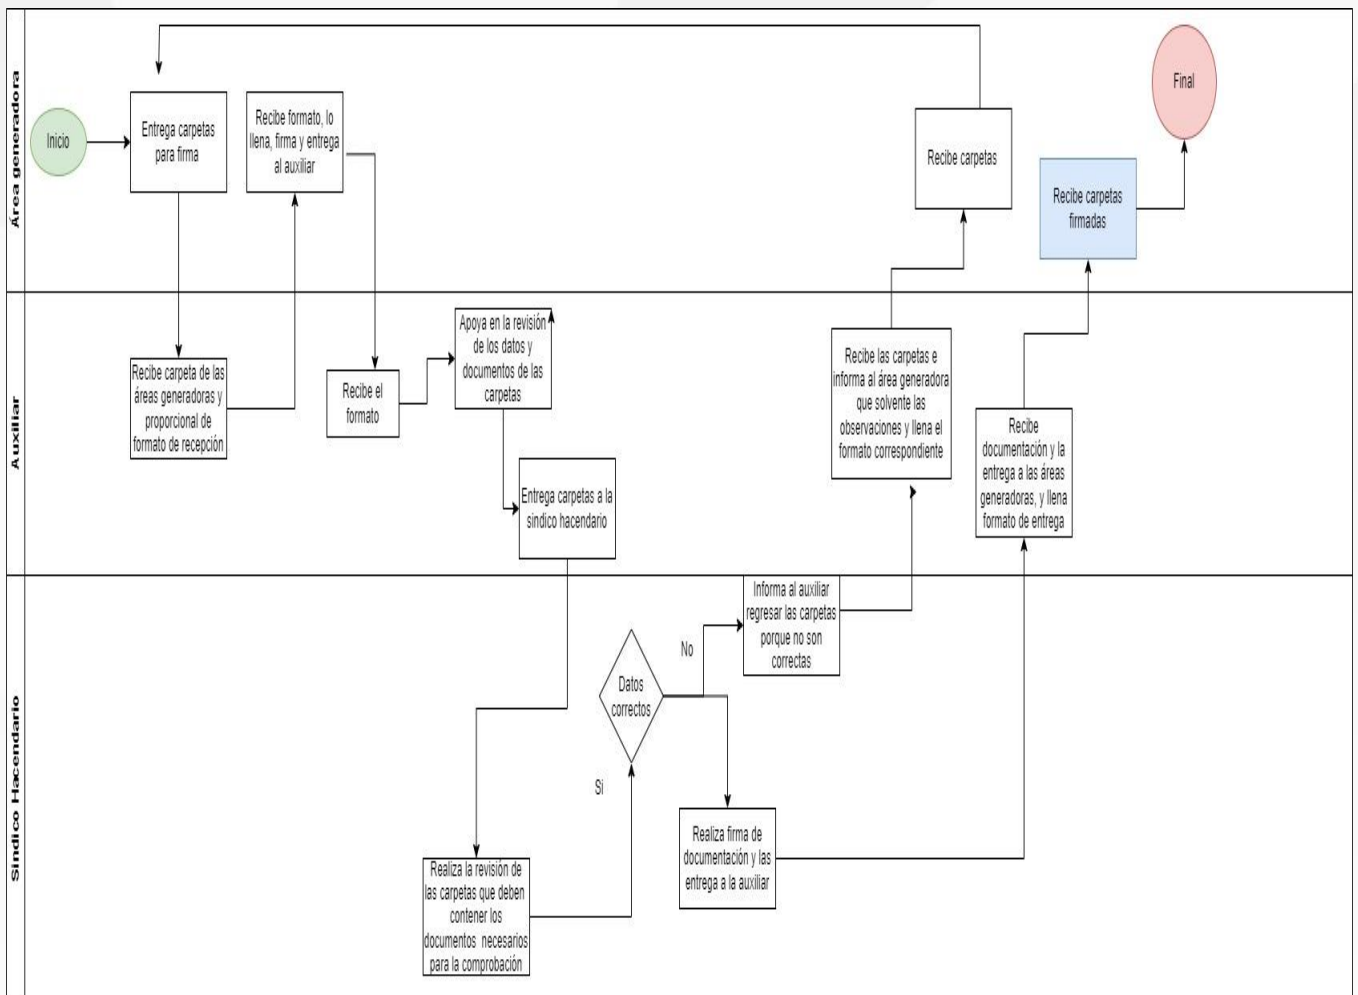 Área generadora
Inicio
Entrega carpetas
para firma
Recibe formato, lo
llena, firma y entrega
al auxiliar
Recibe carpetas
Recibe carpetas
firmadas
Final
Auxiliar
Recibe carpeta de las
áreas generadoras y
proporcional de
formato de recepción
Recibe el
formato
Apoya en la revisión
de los datos y
documentos de las
carpetas
Entrega carpetas a la
sindico hacendario
Recibe las carpetas e
informa al área generadora
que solvente las
observaciones y llena el
formato correspondiente
Recibe
documentación y la
entrega a las áreas
generadoras, y llena
formato de entrega
Sindico Hacendario
Realiza la revisión de
las carpetas que deben
contener los
documentos necesarios
para la comprobación
Datos
correctos
No
Si
Informa al auxiliar
regresar las carpetas
porque no son
correctas
Realiza firma de
documentación y las
entrega a la auxiliar